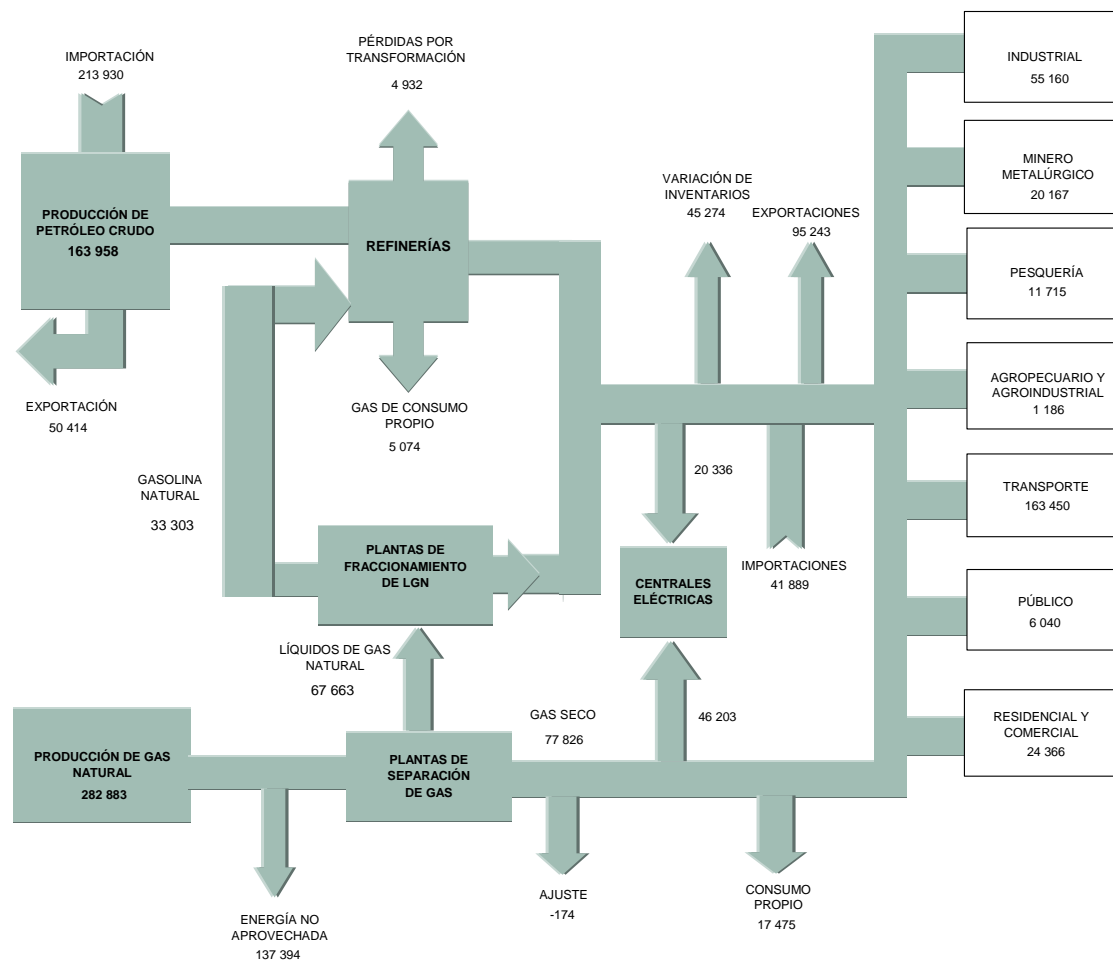 IMPORTACIÓN
213 930
PÉRDIDAS POR
TRANSFORMACIÓN
4 932
PRODUCCIÓN DE
PETRÓLEO CRUDO
163 958
REFINERÍAS
VARIACIÓN DE
INVENTARIOS
45 274
EXPORTACIONES
95 243
EXPORTACIÓN
50 414
GAS DE CONSUMO
PROPIO
5 074
GASOLINA
NATURAL
33 303
20 336
PLANTAS DE
FRACCIONAMIENTO
DE LGN
CENTRALES
ELÉCTRICAS
IMPORTACIONES
41 889
LÍQUIDOS DE GAS
NATURAL
67 663
46 203
GAS SECO
77 826
PRODUCCIÓN DE GAS
NATURAL
282 883
PLANTAS DE
SEPARACIÓN
DE GAS
ENERGÍA NO
APROVECHADA
137 394
AJUSTE
-174
CONSUMO
PROPIO
17 475
INDUSTRIAL
55 160
MINERO
METALÚRGICO
20 167
PESQUERÍA
11 715
AGROPECUARIO Y
AGROINDUSTRIAL
1 186
TRANSPORTE
163 450
PÚBLICO
6 040
RESIDENCIAL Y
COMERCIAL
24 366